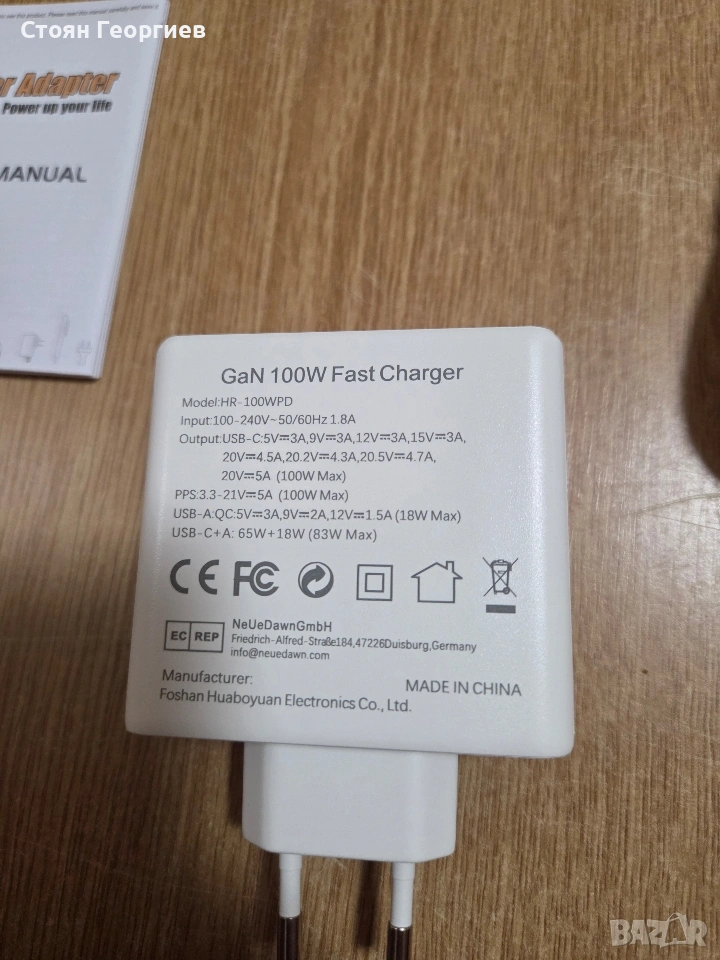 Стоян Георгиев
r Adapter
Power up your life
MANUAL
GaN 100W Fast Charger
Model:HR-100WPD
Input:100-240V~50/60Hz 1.8A
Output:USB-C:5V⎓3A,9V⎓3A,12V⎓3A,15V⎓3A,
20V⎓4.5A,20.2V⎓4.3A,20.5V⎓4.7A,
20V⎓5A (100W Max)
PPS:3.3-21V⎓5A (100W Max)
USB-A:QC:5V⎓3A,9V⎓2A,12V⎓1.5A (18W Max)
USB-C+A: 65W+18W (83W Max)
CE FC
EC REP
NeUeDawnGmbH
Friedrich-Alfred-Straße184,47226Duisburg,Germany
info@neuedawn.com
Manufacturer:
Foshan Huaboyuan Electronics Co., Ltd.
MADE IN CHINA
BAZAR